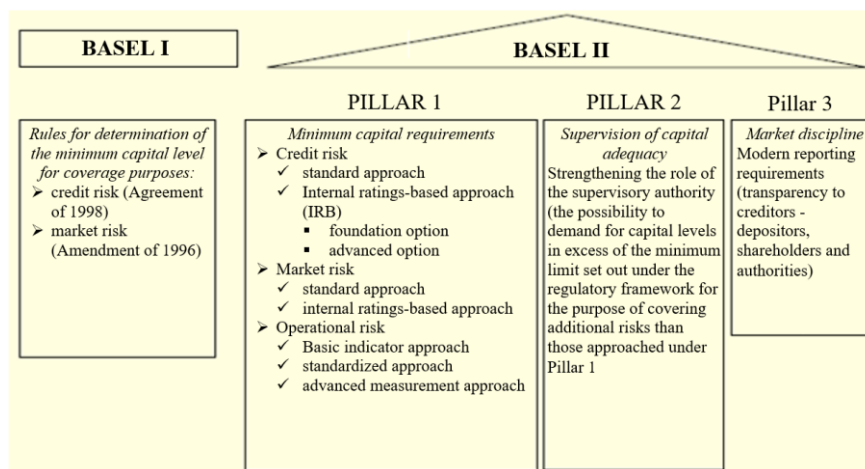 BASEL I
BASEL II
PILLAR 1
PILLAR 2
Pillar 3
Rules for determination of
the minimum capital level
for coverage purposes:
➢ credit risk (Agreement
of 1998)
➢ market risk
(Amendment of 1996)
Minimum capital requirements
➢ Credit risk
✓ standard approach
✓ Internal ratings-based approach
(IRB)
▪ foundation option
▪ advanced option
➢ Market risk
✓ standard approach
✓ internal ratings-based approach
➢ Operational risk
✓ Basic indicator approach
✓ standardized approach
✓ advanced measurement approach
Supervision of capital
adequacy
Strengthening the role of
the supervisory authority
(the possibility to
demand for capital levels
in excess of the minimum
limit set out under the
regulatory framework for
the purpose of covering
additional risks than
those approached under
Pillar 1
Market discipline
Modern reporting
requirements
(transparency to
creditors -
depositors,
shareholders and
authorities)